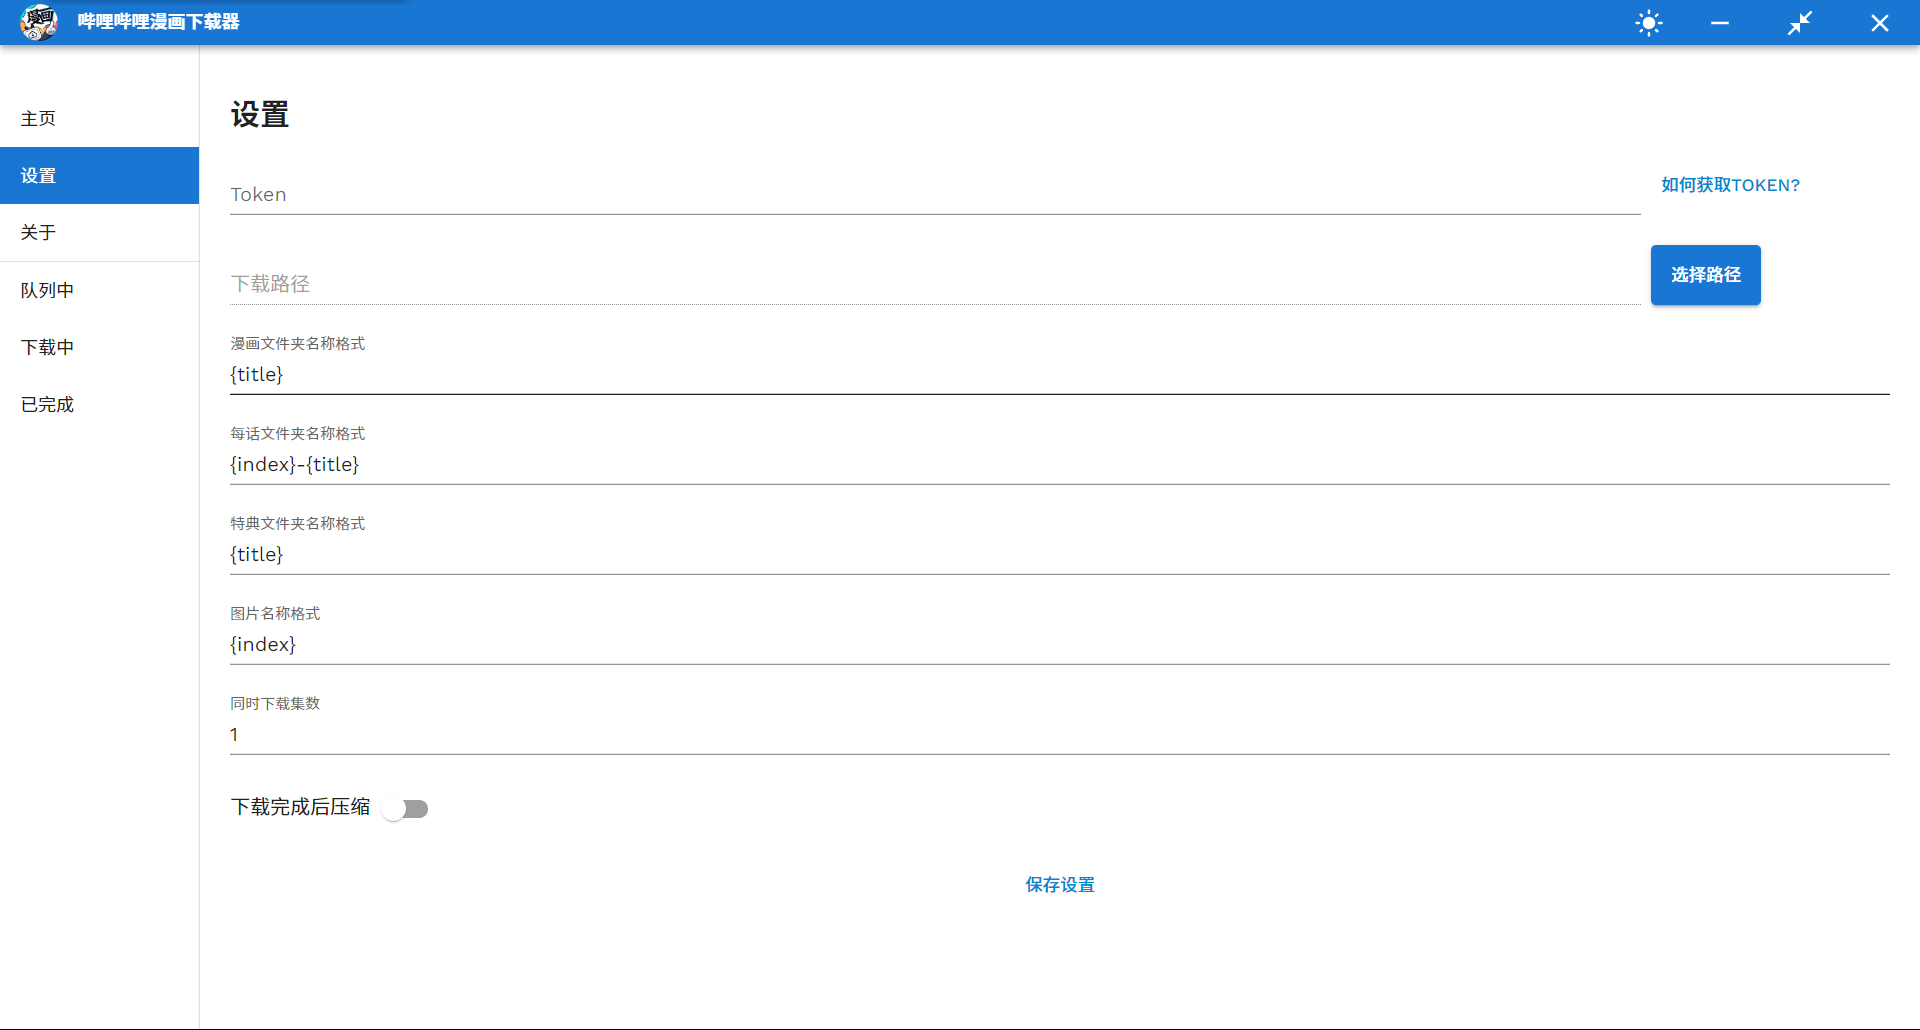 漫画
哔哩哔哩漫画下载器
主页
设置
关于
队列中
下载中
已完成
设置
Token
如何获取TOKEN?
下载路径
选择路径
漫画文件夹名称格式
{title}
每话文件夹名称格式
{index}-{title}
特典文件夹名称格式
{title}
图片名称格式
{index}
同时下载集数
1
下载完成后压缩
保存设置